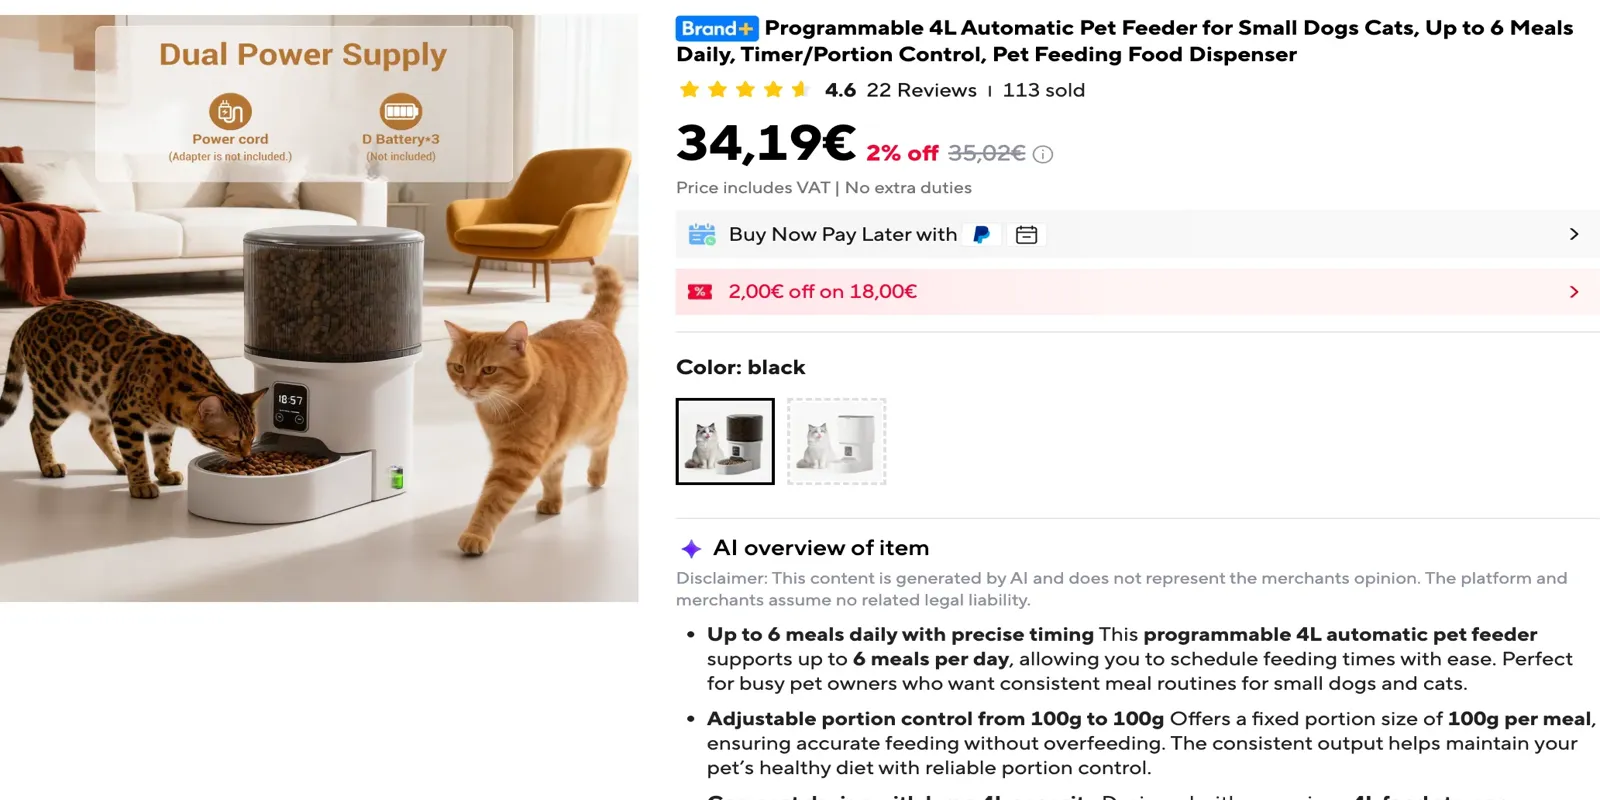 Dual Power Supply
Power cord
(Adapter is not included.)
D Battery*3
(Not included)
18:57
Brand+ Programmable 4L Automatic Pet Feeder for Small Dogs Cats, Up to 6 Meals
Daily, Timer/Portion Control, Pet Feeding Food Dispenser
4.6 22 Reviews | 113 sold
34,19€ 2% off 35,02€
Price includes VAT | No extra duties
Buy Now Pay Later with
2,00€ off on 18,00€
Color: black
AI overview of item
Disclaimer: This content is generated by AI and does not represent the merchants opinion. The platform and
merchants assume no related legal liability.
• Up to 6 meals daily with precise timing This programmable 4L automatic pet feeder
supports up to 6 meals per day, allowing you to schedule feeding times with ease. Perfect
for busy pet owners who want consistent meal routines for small dogs and cats.
• Adjustable portion control from 100g to 100g Offers a fixed portion size of 100g per meal,
ensuring accurate feeding without overfeeding. The consistent output helps maintain your
pet's healthy diet with reliable portion control.